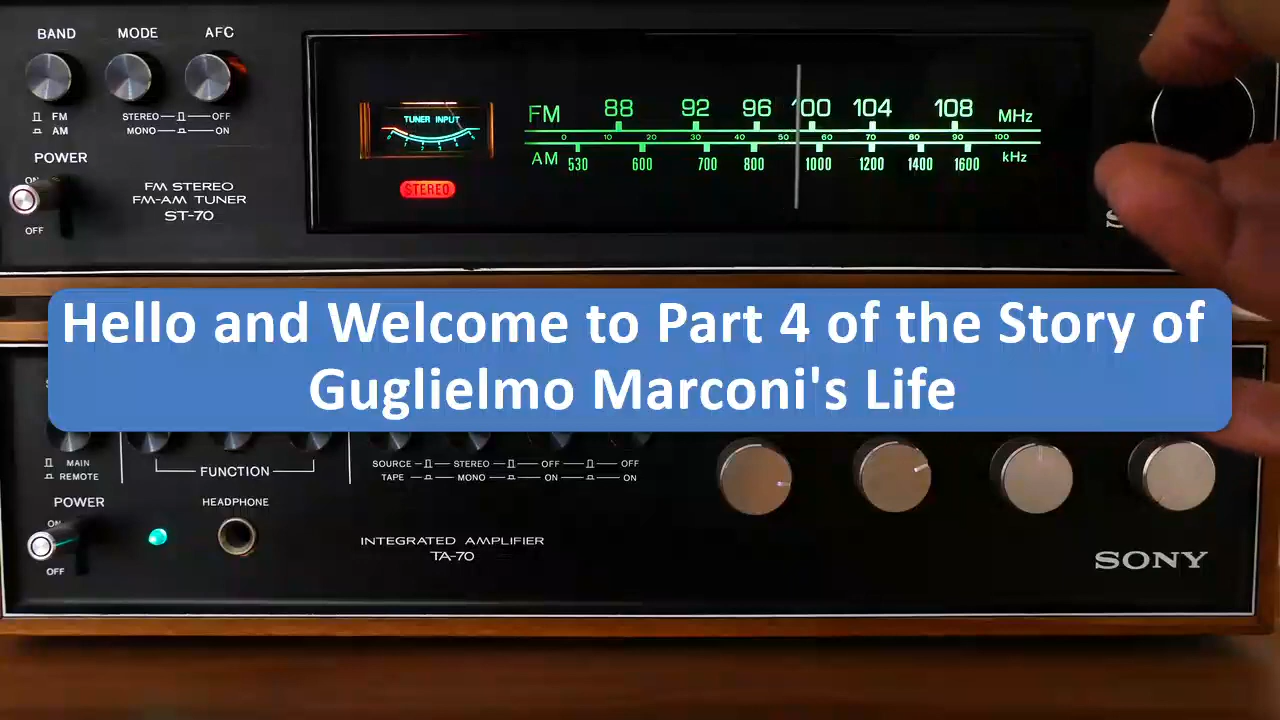 BAND MODE AFC
FM STEREO OFF
AM MONO ON
POWER
ON
OFF
FM STEREO
FM-AM TUNER
ST-70
TUNER INPUT
STEREO
FM 88 92 96 100 104 108 MHz
0 10 20 30 40 50 60 70 80 90 100
AM 530 600 700 800 1000 1200 1400 1600 kHz
Hello and Welcome to Part 4 of the Story of
Guglielmo Marconi's Life
MAIN
REMOTE
FUNCTION
SOURCE STEREO OFF OFF
TAPE MONO ON ON
POWER
ON
OFF
HEADPHONE
INTEGRATED AMPLIFIER
TA-70
SONY